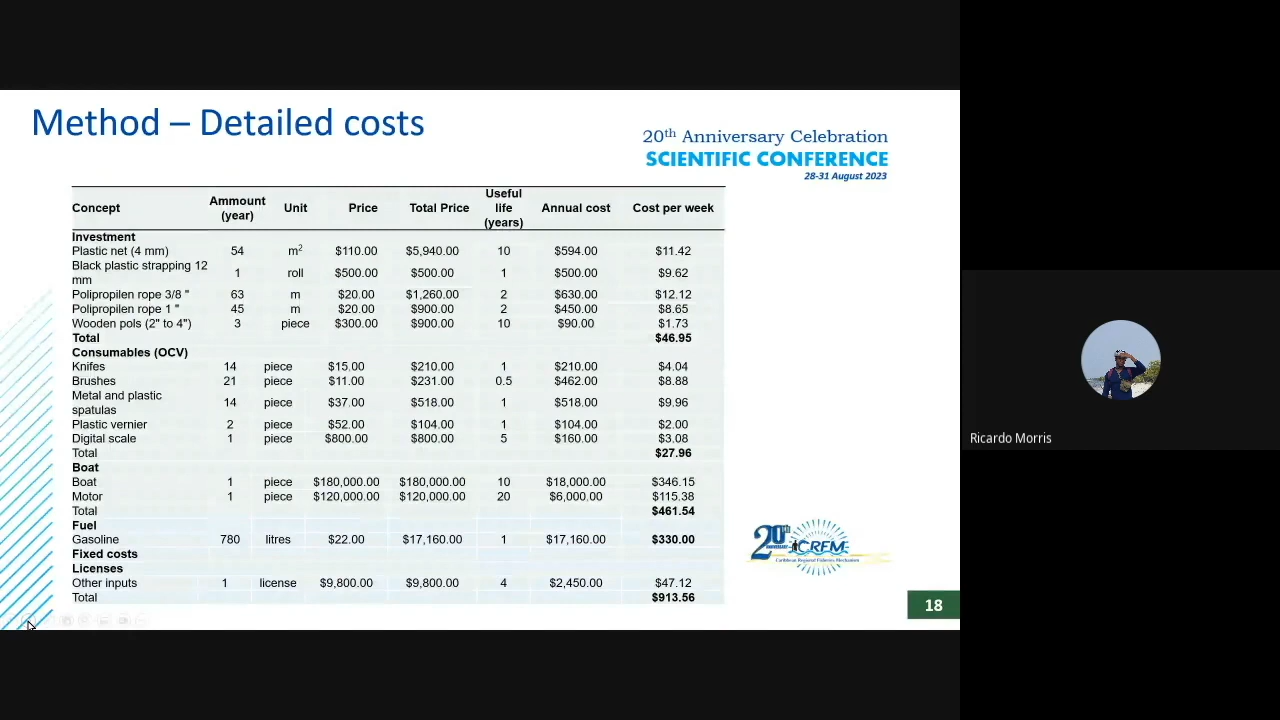 Method – Detailed costs
20th Anniversary Celebration
SCIENTIFIC CONFERENCE
28-31 August 2023
Concept Ammount (year) Unit Price Total Price Useful life (years) Annual cost Cost per week
Investment
Plastic net (4 mm) 54 m2 $110.00 $5,940.00 10 $594.00 $11.42
Black plastic strapping 12 mm 1 roll $500.00 $500.00 1 $500.00 $9.62
Polipropilen rope 3/8 " 63 m $20.00 $1,260.00 2 $630.00 $12.12
Polipropilen rope 1 " 45 m $20.00 $900.00 2 $450.00 $8.65
Wooden pols (2" to 4") 3 piece $300.00 $900.00 10 $90.00 $1.73
Total $46.95
Consumables (OCV)
Knifes 14 piece $15.00 $210.00 1 $210.00 $4.04
Brushes 21 piece $11.00 $231.00 0.5 $462.00 $8.88
Metal and plastic spatulas 14 piece $37.00 $518.00 1 $518.00 $9.96
Plastic vernier 2 piece $52.00 $104.00 1 $104.00 $2.00
Digital scale 1 piece $800.00 $800.00 5 $160.00 $3.08
Total $27.96
Boat
Boat 1 piece $180,000.00 $180,000.00 10 $18,000.00 $346.15
Motor 1 piece $120,000.00 $120,000.00 20 $6,000.00 $115.38
Total $461.54
Fuel
Gasoline 780 litres $22.00 $17,160.00 1 $17,160.00 $330.00
Fixed costs
Licenses
Other inputs 1 license $9,800.00 $9,800.00 4 $2,450.00 $47.12
Total $913.56
20th ANNIVERSARY CRFM
Caribbean Regional Fisheries Mechanism
18
Ricardo Morris